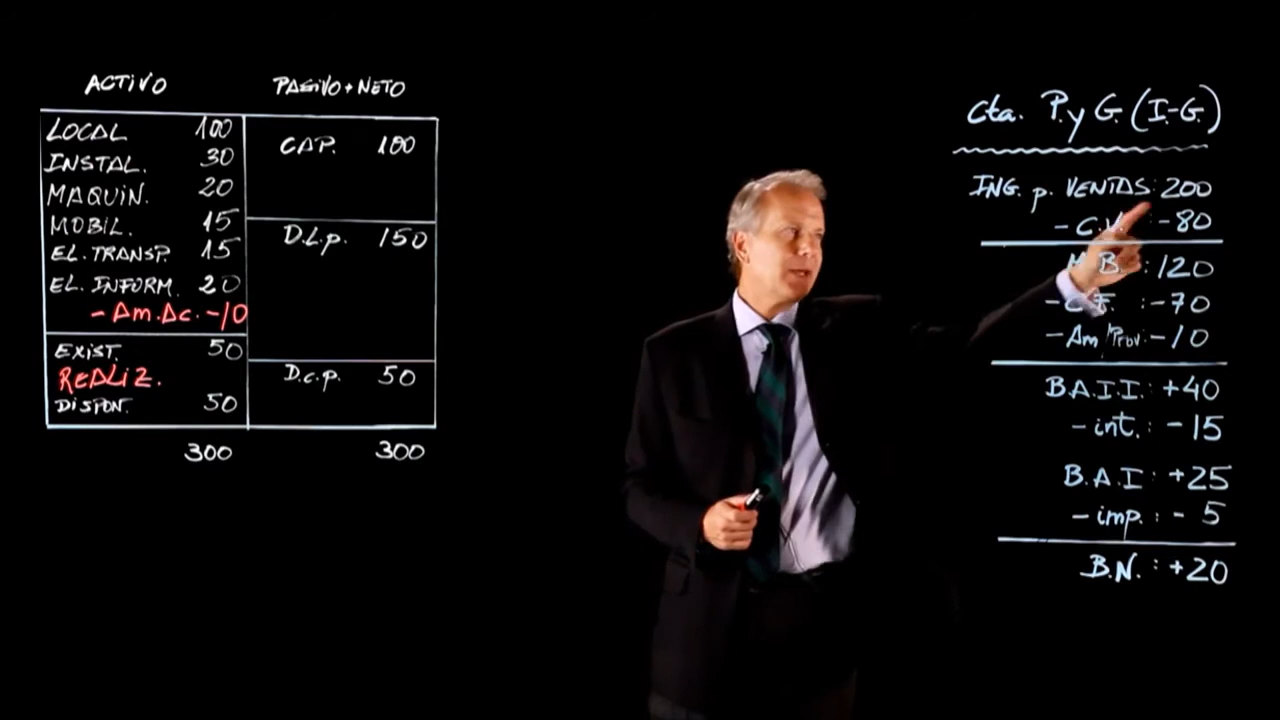 ACTIVO PASIVO + NETO
LOCAL 100
INSTAL. 30
MAQUIN. 20
MOBIL. 15
EL. TRANSP. 15
EL. INFORM. 20
- Am. Ac. -10
EXIST. 50
REALIZ.
DISPON. 50
300
CAP. 100
D.L.p. 150
D.c.p. 50
300
Cta. P. y G. (I.-G.)
ING. p. VENTAS: 200
- C.V. : -80
M.B. : 120
- C.F. : -70
- Am/Prov: -10
B.A.I.I. : +40
- int. : -15
B.A.I : +25
- imp. : - 5
B.N. : +20